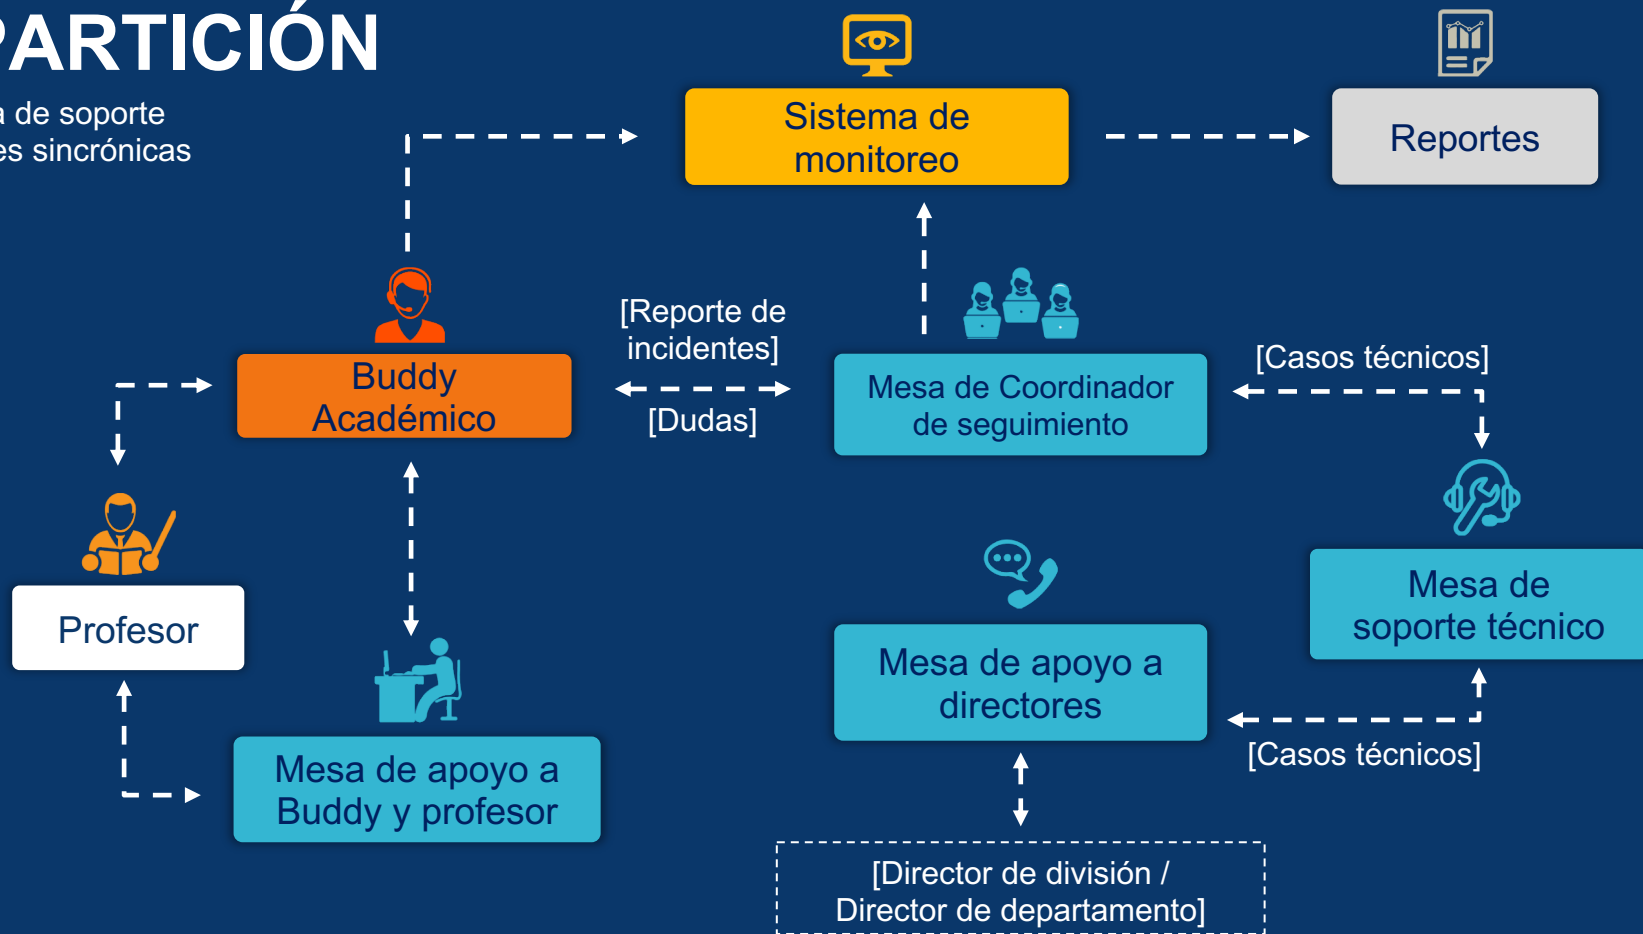 PARTICIÓN
de soporte
sincrónicas
Sistema de
monitoreo
Reportes
[Reporte de
incidentes]
[Dudas]
Buddy
Académico
Mesa de Coordinador
de seguimiento
[Casos técnicos]
Profesor
Mesa de apoyo a
Buddy y profesor
Mesa de apoyo a
directores
Mesa de
soporte técnico
[Casos técnicos]
[Director de división /
Director de departamento]